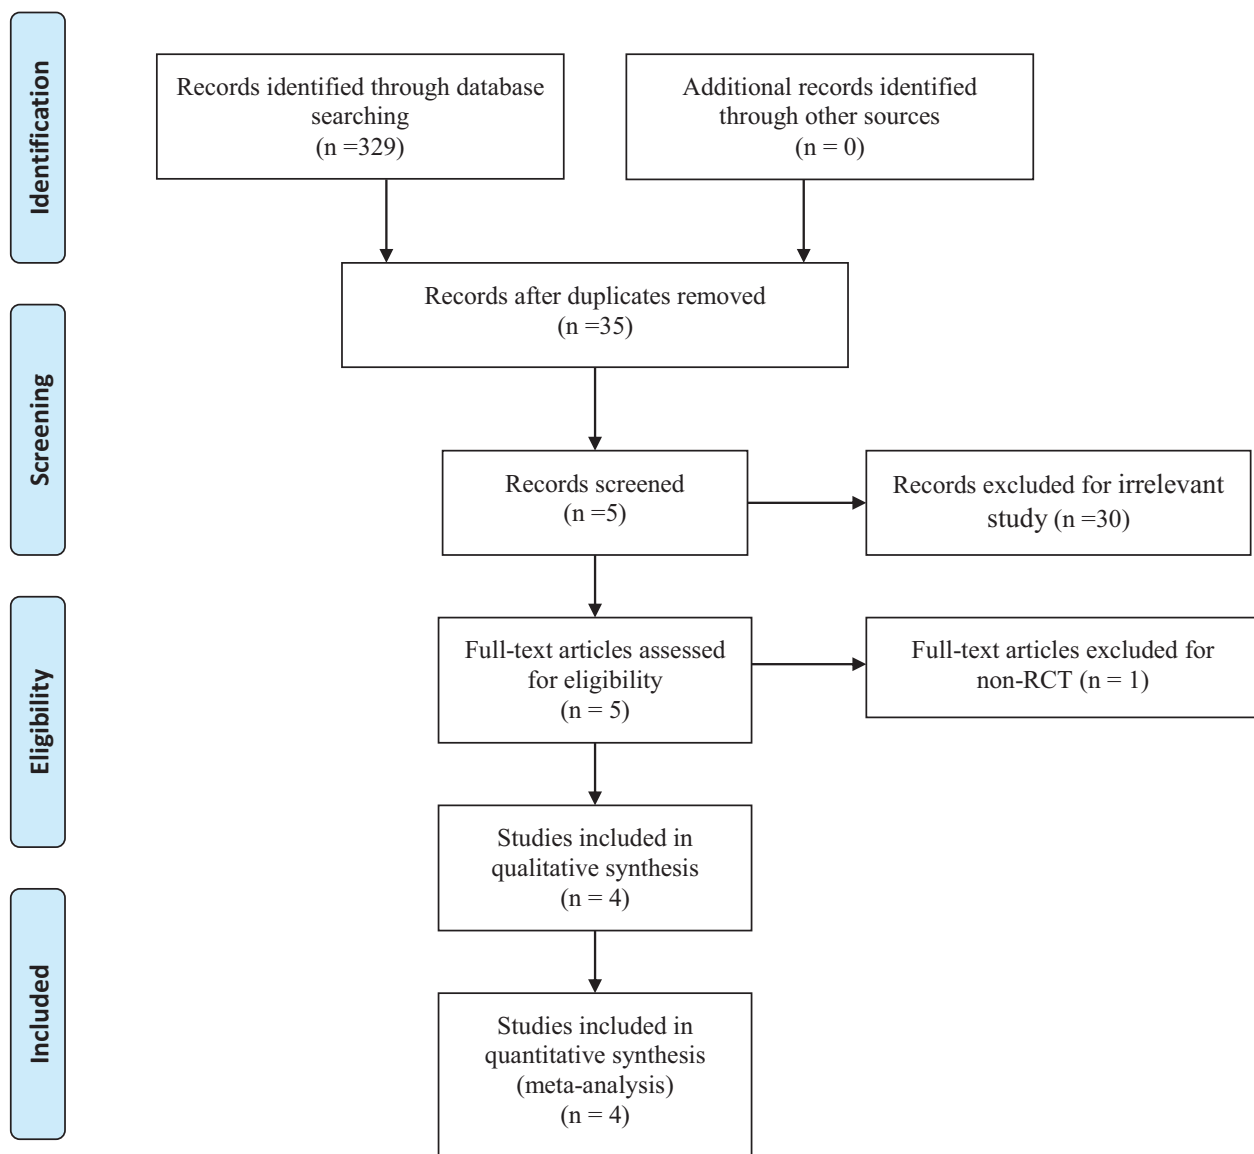 Identification
Records identified through database
searching
(n =329)
Additional records identified
through other sources
(n = 0)
Records after duplicates removed
(n =35)
Screening
Records screened
(n =5)
Records excluded for irrelevant
study (n =30)
Eligibility
Full-text articles assessed
for eligibility
(n = 5)
Full-text articles excluded for
non-RCT (n = 1)
Studies included in
qualitative synthesis
(n = 4)
Included
Studies included in
quantitative synthesis
(meta-analysis)
(n = 4)